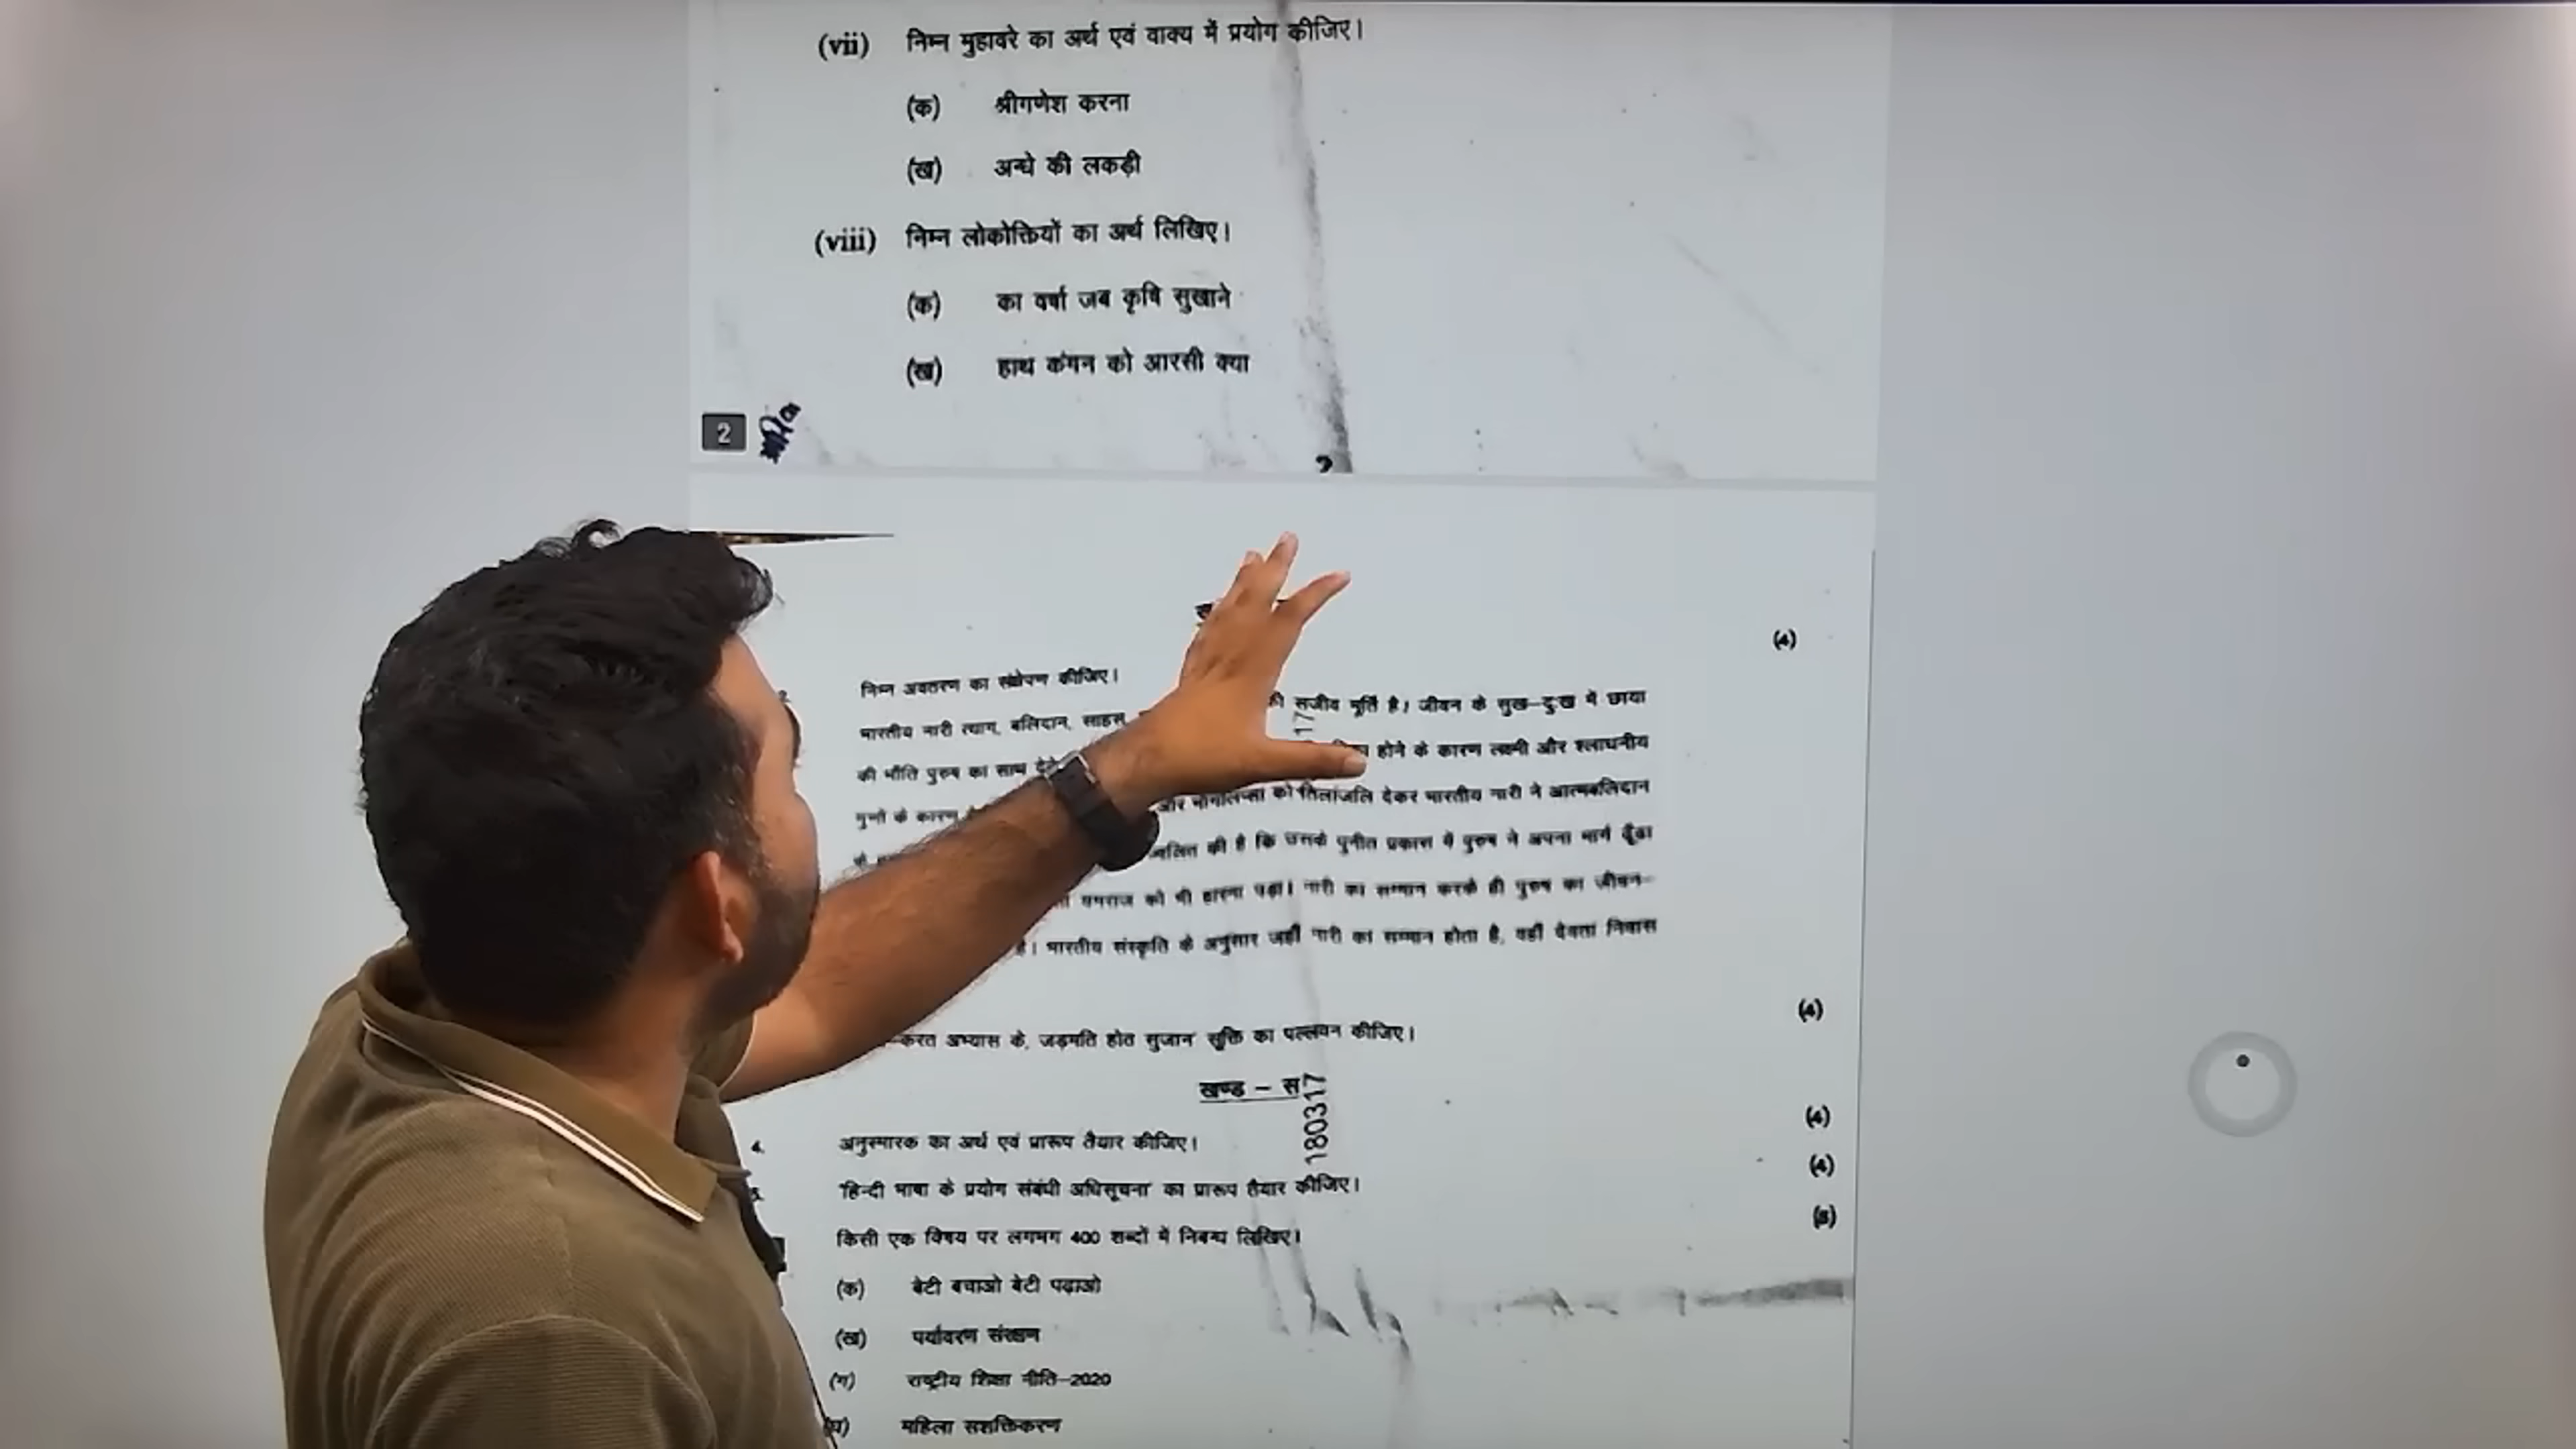 (vii) निम्न मुहावरे का अर्थ एवं वाक्य में प्रयोग कीजिए।
(क) श्रीगणेश करना
(ख) अन्धे की लकड़ी
(viii) निम्न लोकोक्तियों का अर्थ लिखिए।
(क) का वर्षा जब कृषि सुखाने
(ख) हाथ कंगन को आरसी क्या
2
(4)
निम्न अवतरण का संक्षेपण कीजिए।
भारतीय नारी त्याग, बलिदान, साहस, की सजीव मूर्ति है। जीवन के सुख-दुःख में छाया
की भाँति पुरुष का साथ देने होने के कारण लक्ष्मी और श्लाघनीय
गुणों के कारण और भोगलिप्सा को तिलांजलि देकर भारतीय नारी ने आत्मबलिदान
की है कि उसके पुनीत प्रकाश में पुरुष ने अपना मार्ग ढूँढा
यमराज को भी हारना पड़ा। नारी का सम्मान करके ही पुरुष का जीवन-
है। भारतीय संस्कृति के अनुसार जहाँ नारी का सम्मान होता है, वहाँ देवता निवास
(4)
-करत अभ्यास के, जड़मति होत सुजान' सूक्ति का पल्लवन कीजिए।
खण्ड - स
180317
4. अनुस्मारक का अर्थ एवं प्रारूप तैयार कीजिए। (4)
5. 'हिन्दी भाषा के प्रयोग संबंधी अधिसूचना' का प्रारूप तैयार कीजिए। (4)
किसी एक विषय पर लगभग 400 शब्दों में निबन्ध लिखिए।
(क) बेटी बचाओ बेटी पढ़ाओ
(ख) पर्यावरण संरक्षण
(ग) राष्ट्रीय शिक्षा नीति-2020
(घ) महिला सशक्तिकरण